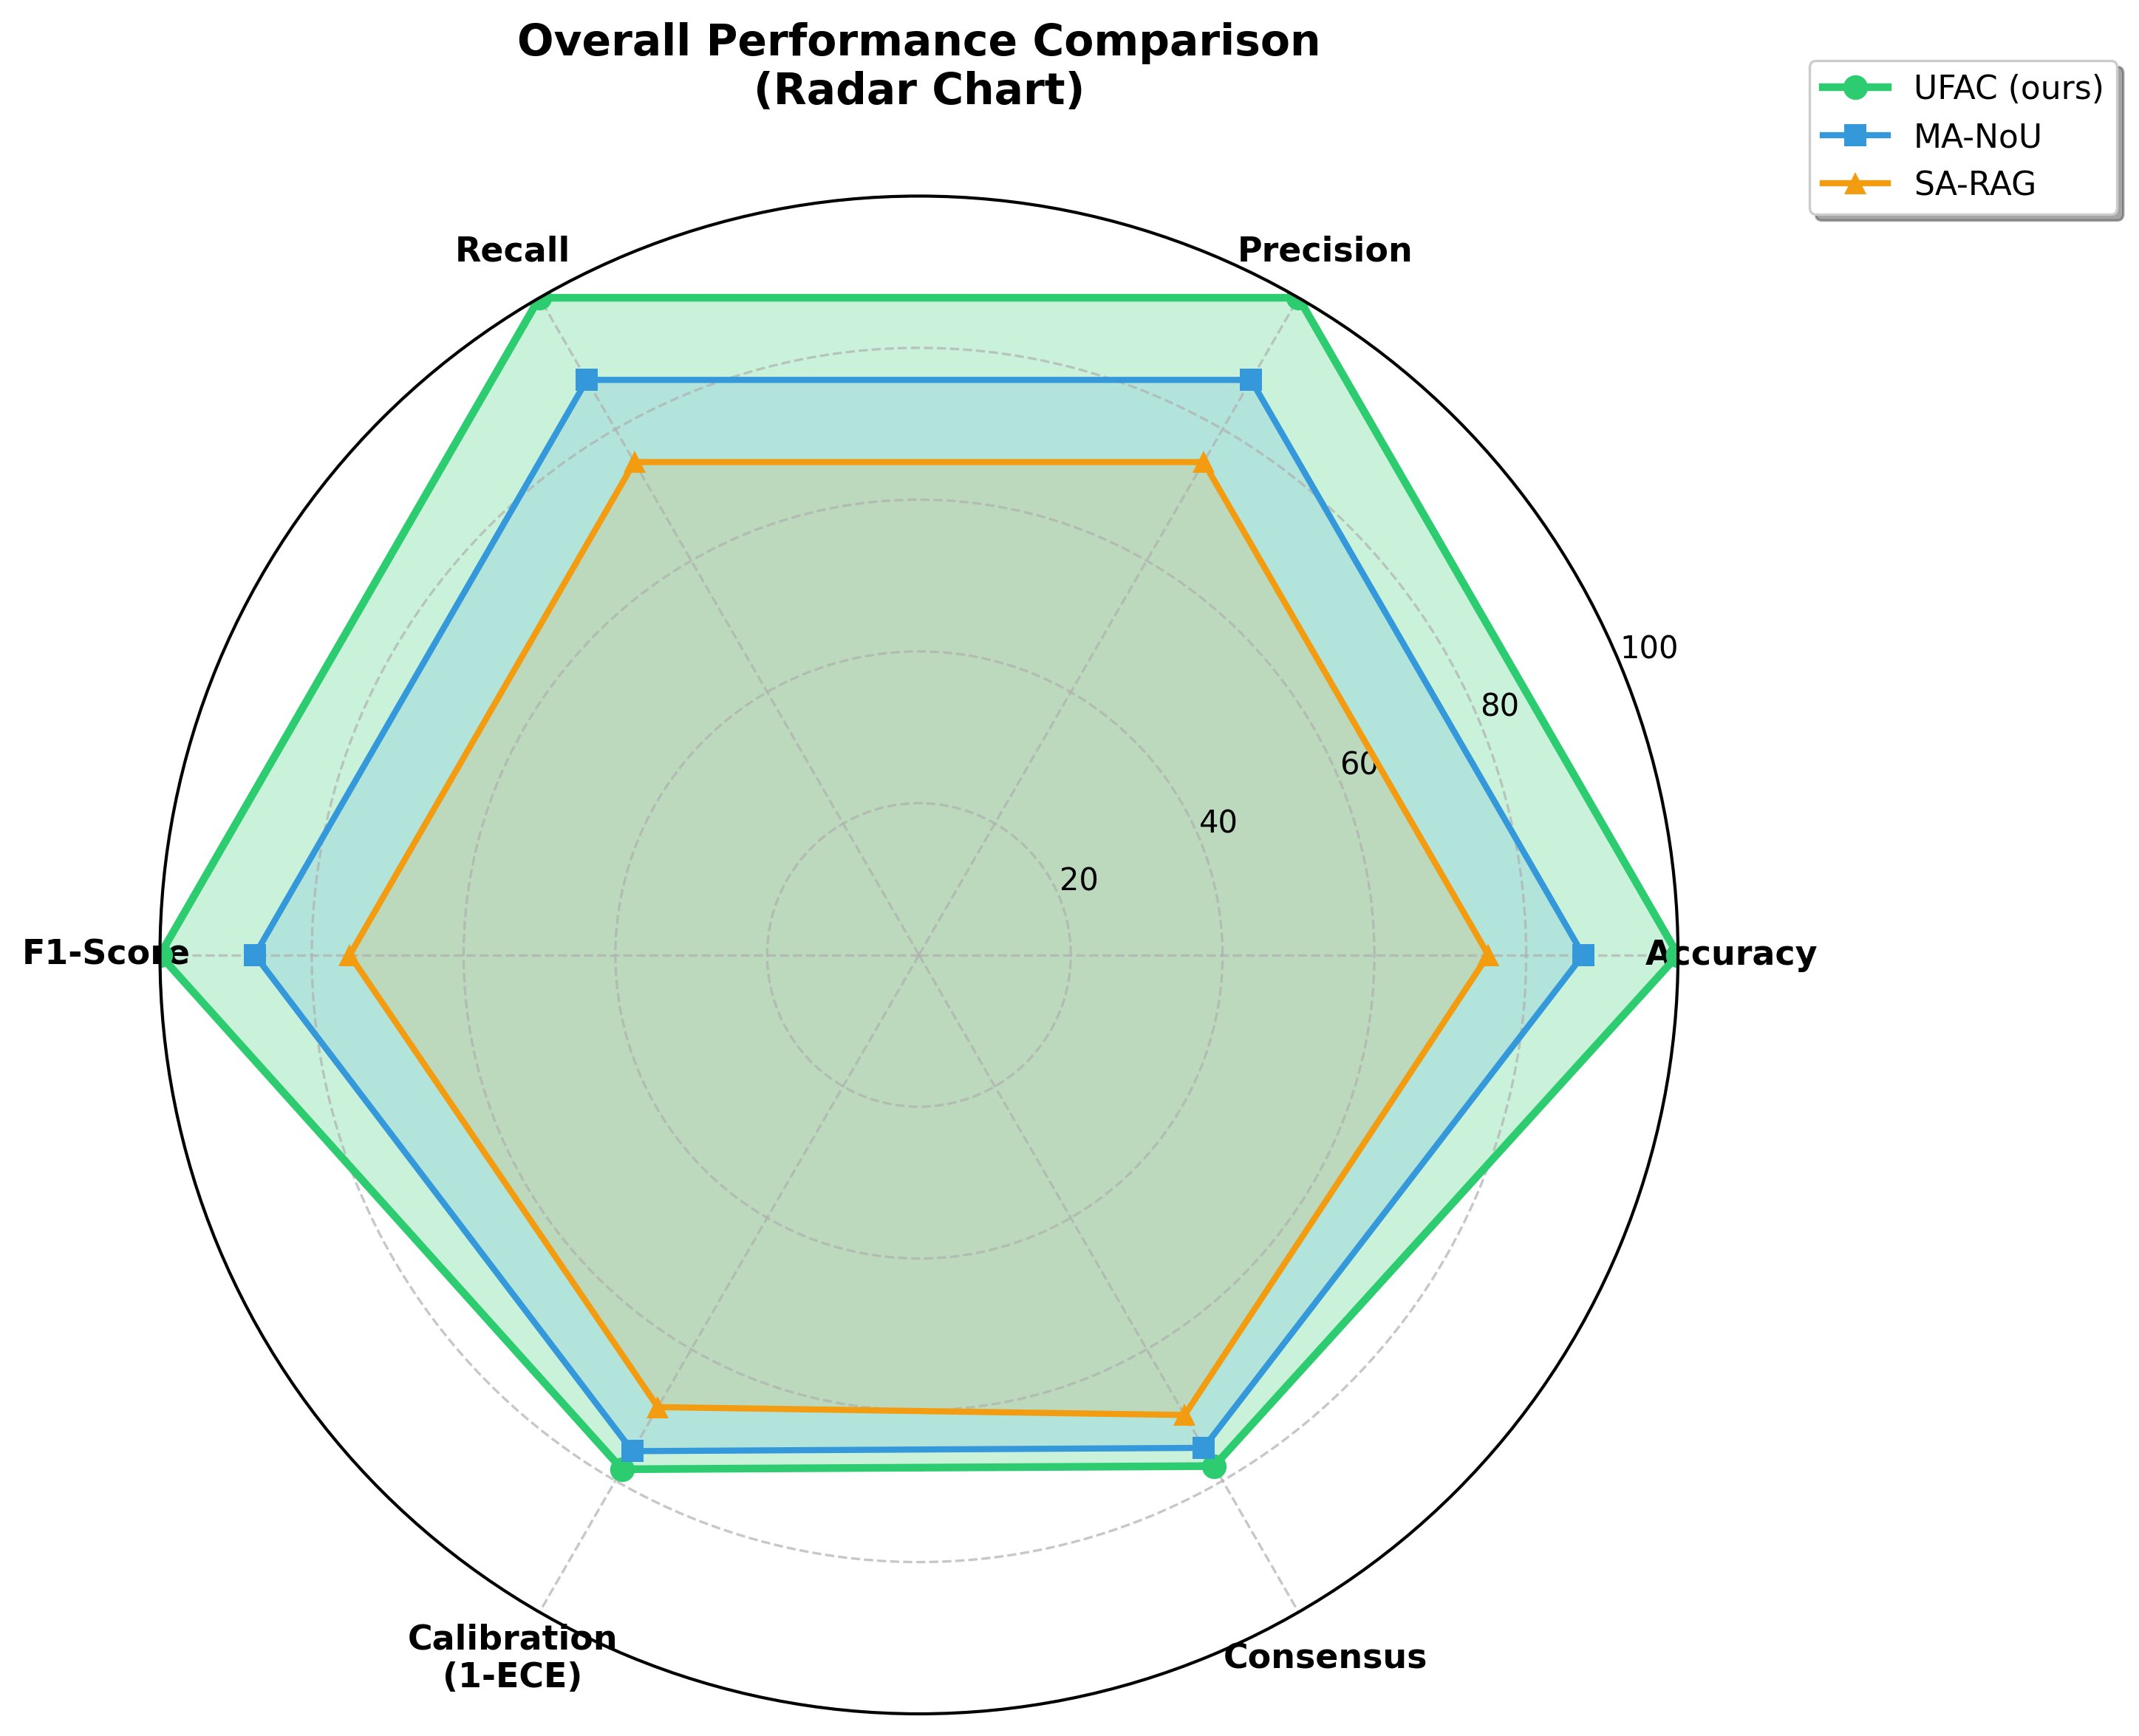 Overall Performance Comparison
(Radar Chart)
UFAC (ours)
MA-NoU
SA-RAG
Recall
Precision
100
80
60
40
20
F1-Score
Accuracy
Calibration
(1-ECE)
Consensus